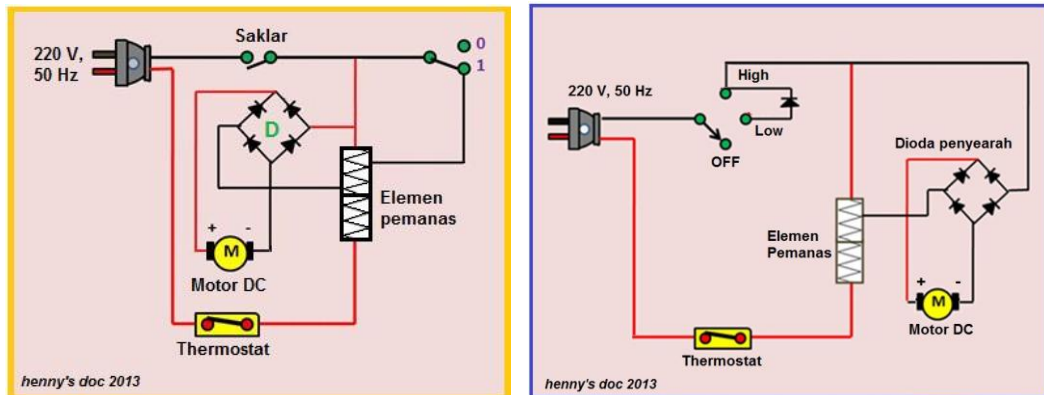 Saklar
220 V,
50 Hz
0
1
D
Elemen
pemanas
+ -
M
Motor DC
Thermostat
henny's doc 2013
High
220 V, 50 Hz
Low
OFF
Dioda penyearah
Elemen
Pemanas
+ -
M
Motor DC
Thermostat
henny's doc 2013